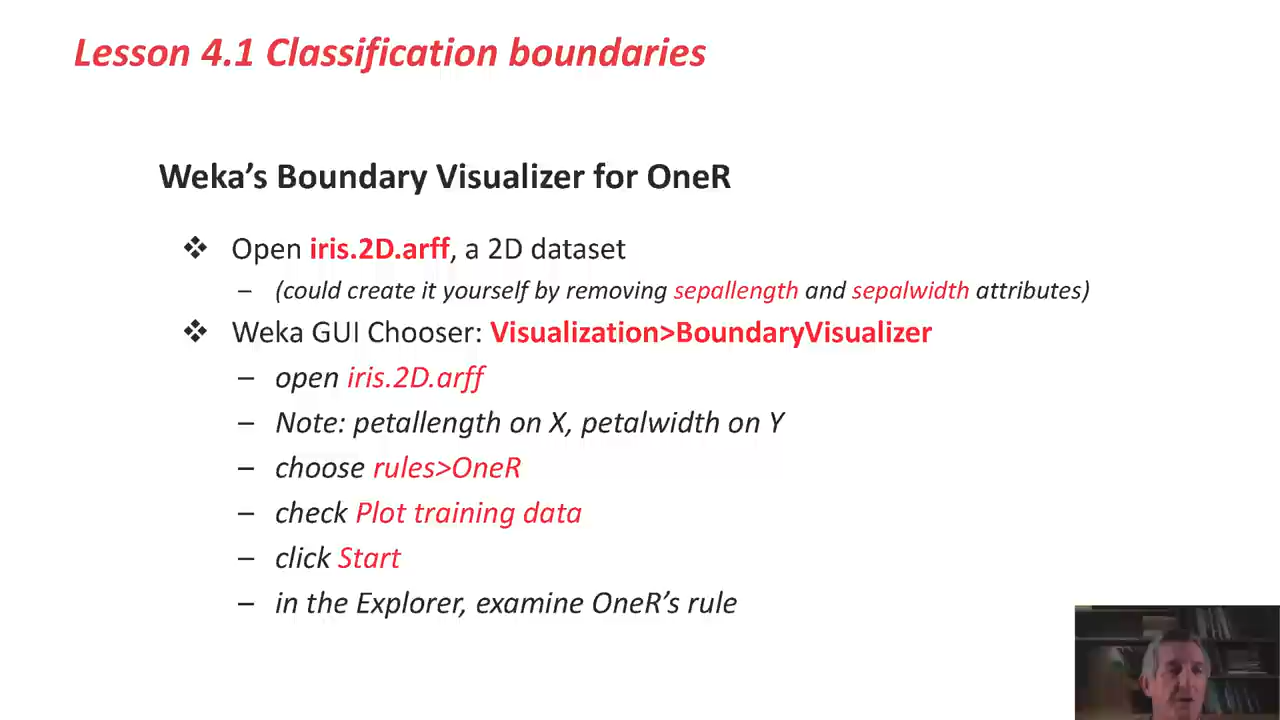 Lesson 4.1 Classification boundaries
Weka’s Boundary Visualizer for OneR
❖ Open iris.2D.arff, a 2D dataset
– (could create it yourself by removing sepallength and sepalwidth attributes)
❖ Weka GUI Chooser: Visualization>BoundaryVisualizer
– open iris.2D.arff
– Note: petallength on X, petalwidth on Y
– choose rules>OneR
– check Plot training data
– click Start
– in the Explorer, examine OneR’s rule